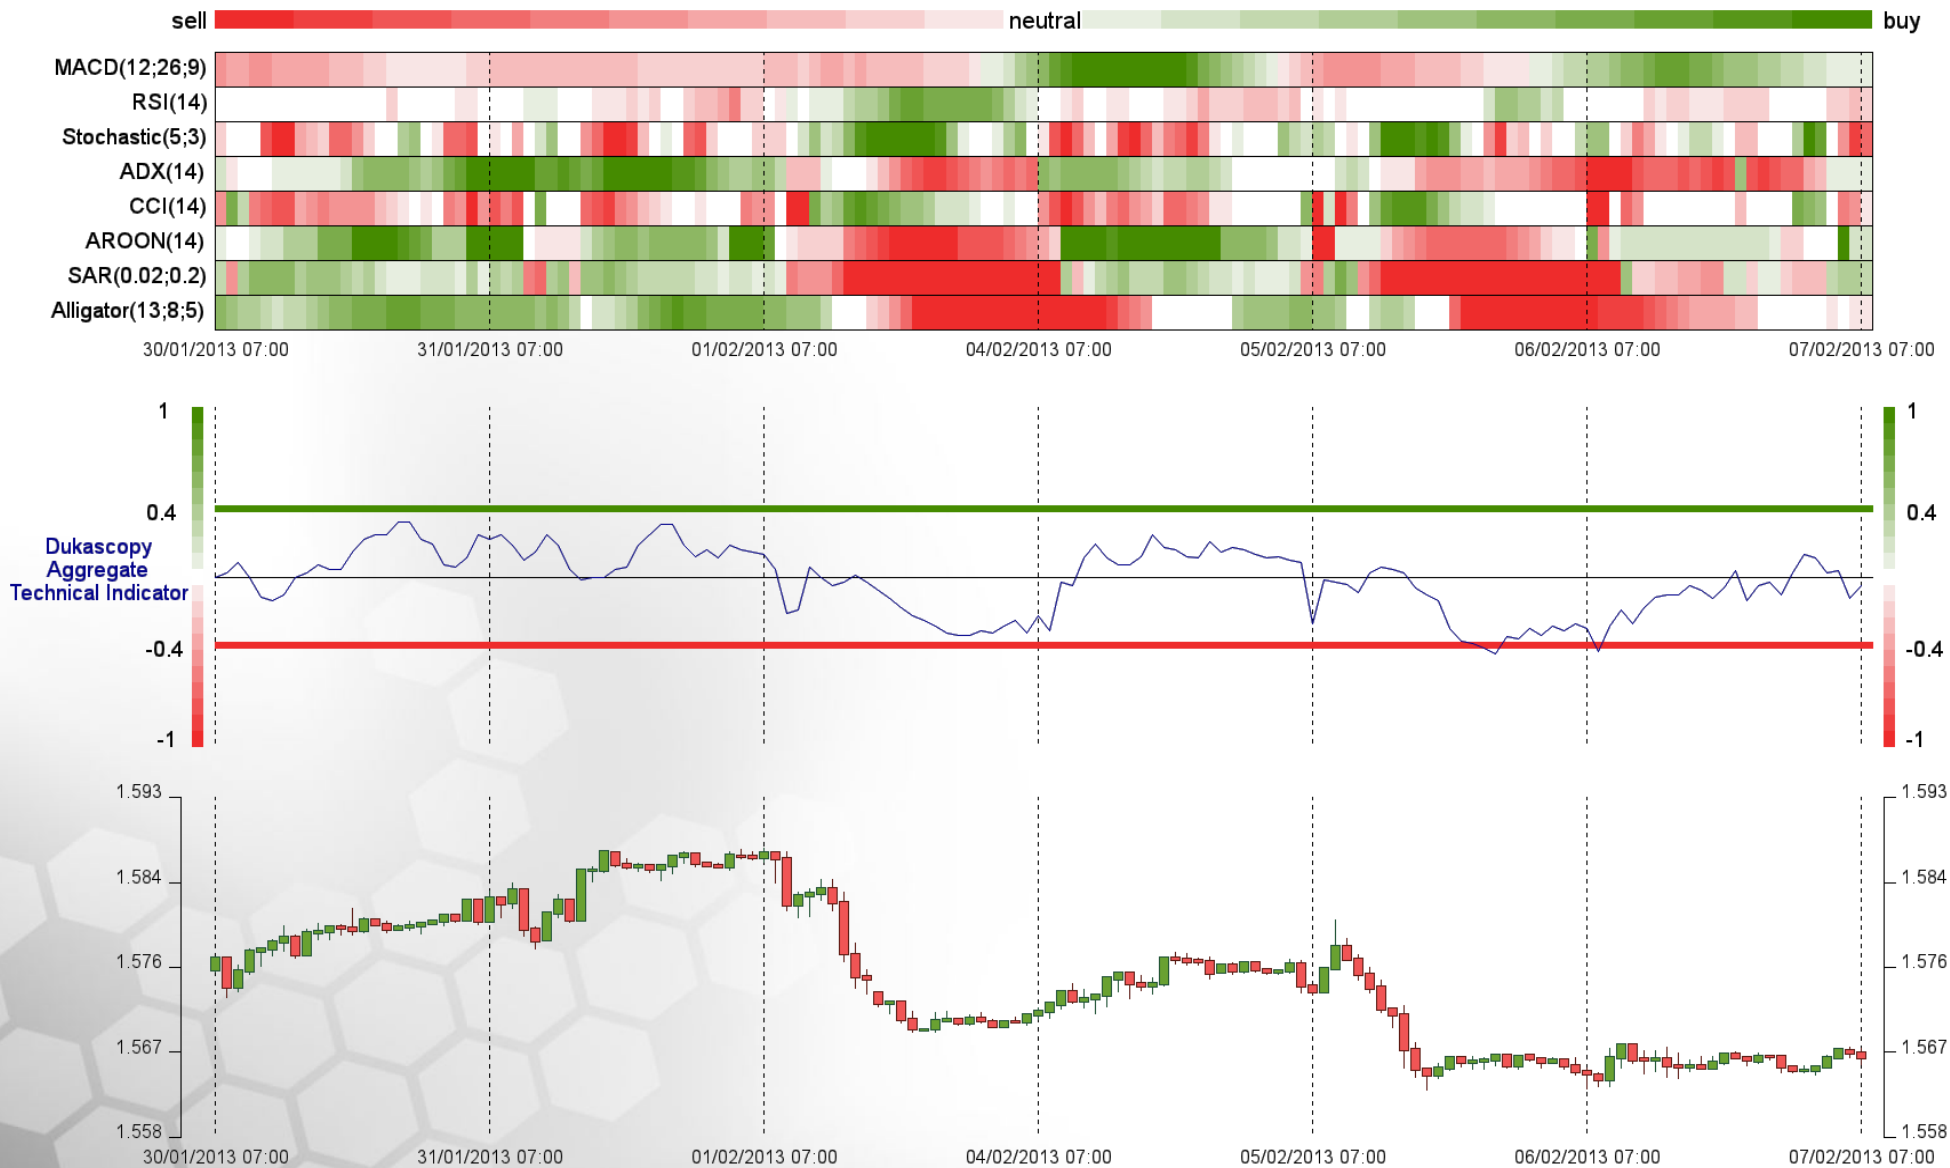 sell neutral buy
MACD(12;26;9)
RSI(14)
Stochastic(5;3)
ADX(14)
CCI(14)
AROON(14)
SAR(0.02;0.2)
Alligator(13;8;5)
30/01/2013 07:00 31/01/2013 07:00 01/02/2013 07:00 04/02/2013 07:00 05/02/2013 07:00 06/02/2013 07:00 07/02/2013 07:00
1 1
0.4 0.4
Dukascopy
Aggregate
Technical Indicator
-0.4 -0.4
-1 -1
1.593 1.593
1.584 1.584
1.576 1.576
1.567 1.567
1.558 1.558
30/01/2013 07:00 31/01/2013 07:00 01/02/2013 07:00 04/02/2013 07:00 05/02/2013 07:00 06/02/2013 07:00 07/02/2013 07:00